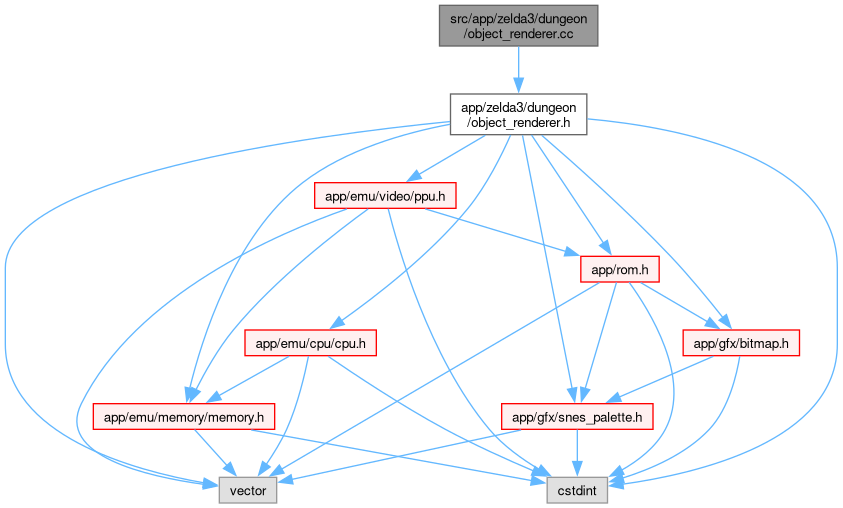 src/app/zelda3/dungeon
/object_renderer.cc
app/zelda3/dungeon
/object_renderer.h
app/emu/video/ppu.h
app/rom.h
app/emu/cpu/cpu.h
app/gfx/bitmap.h
app/emu/memory/memory.h
app/gfx/snes_palette.h
vector
cstdint